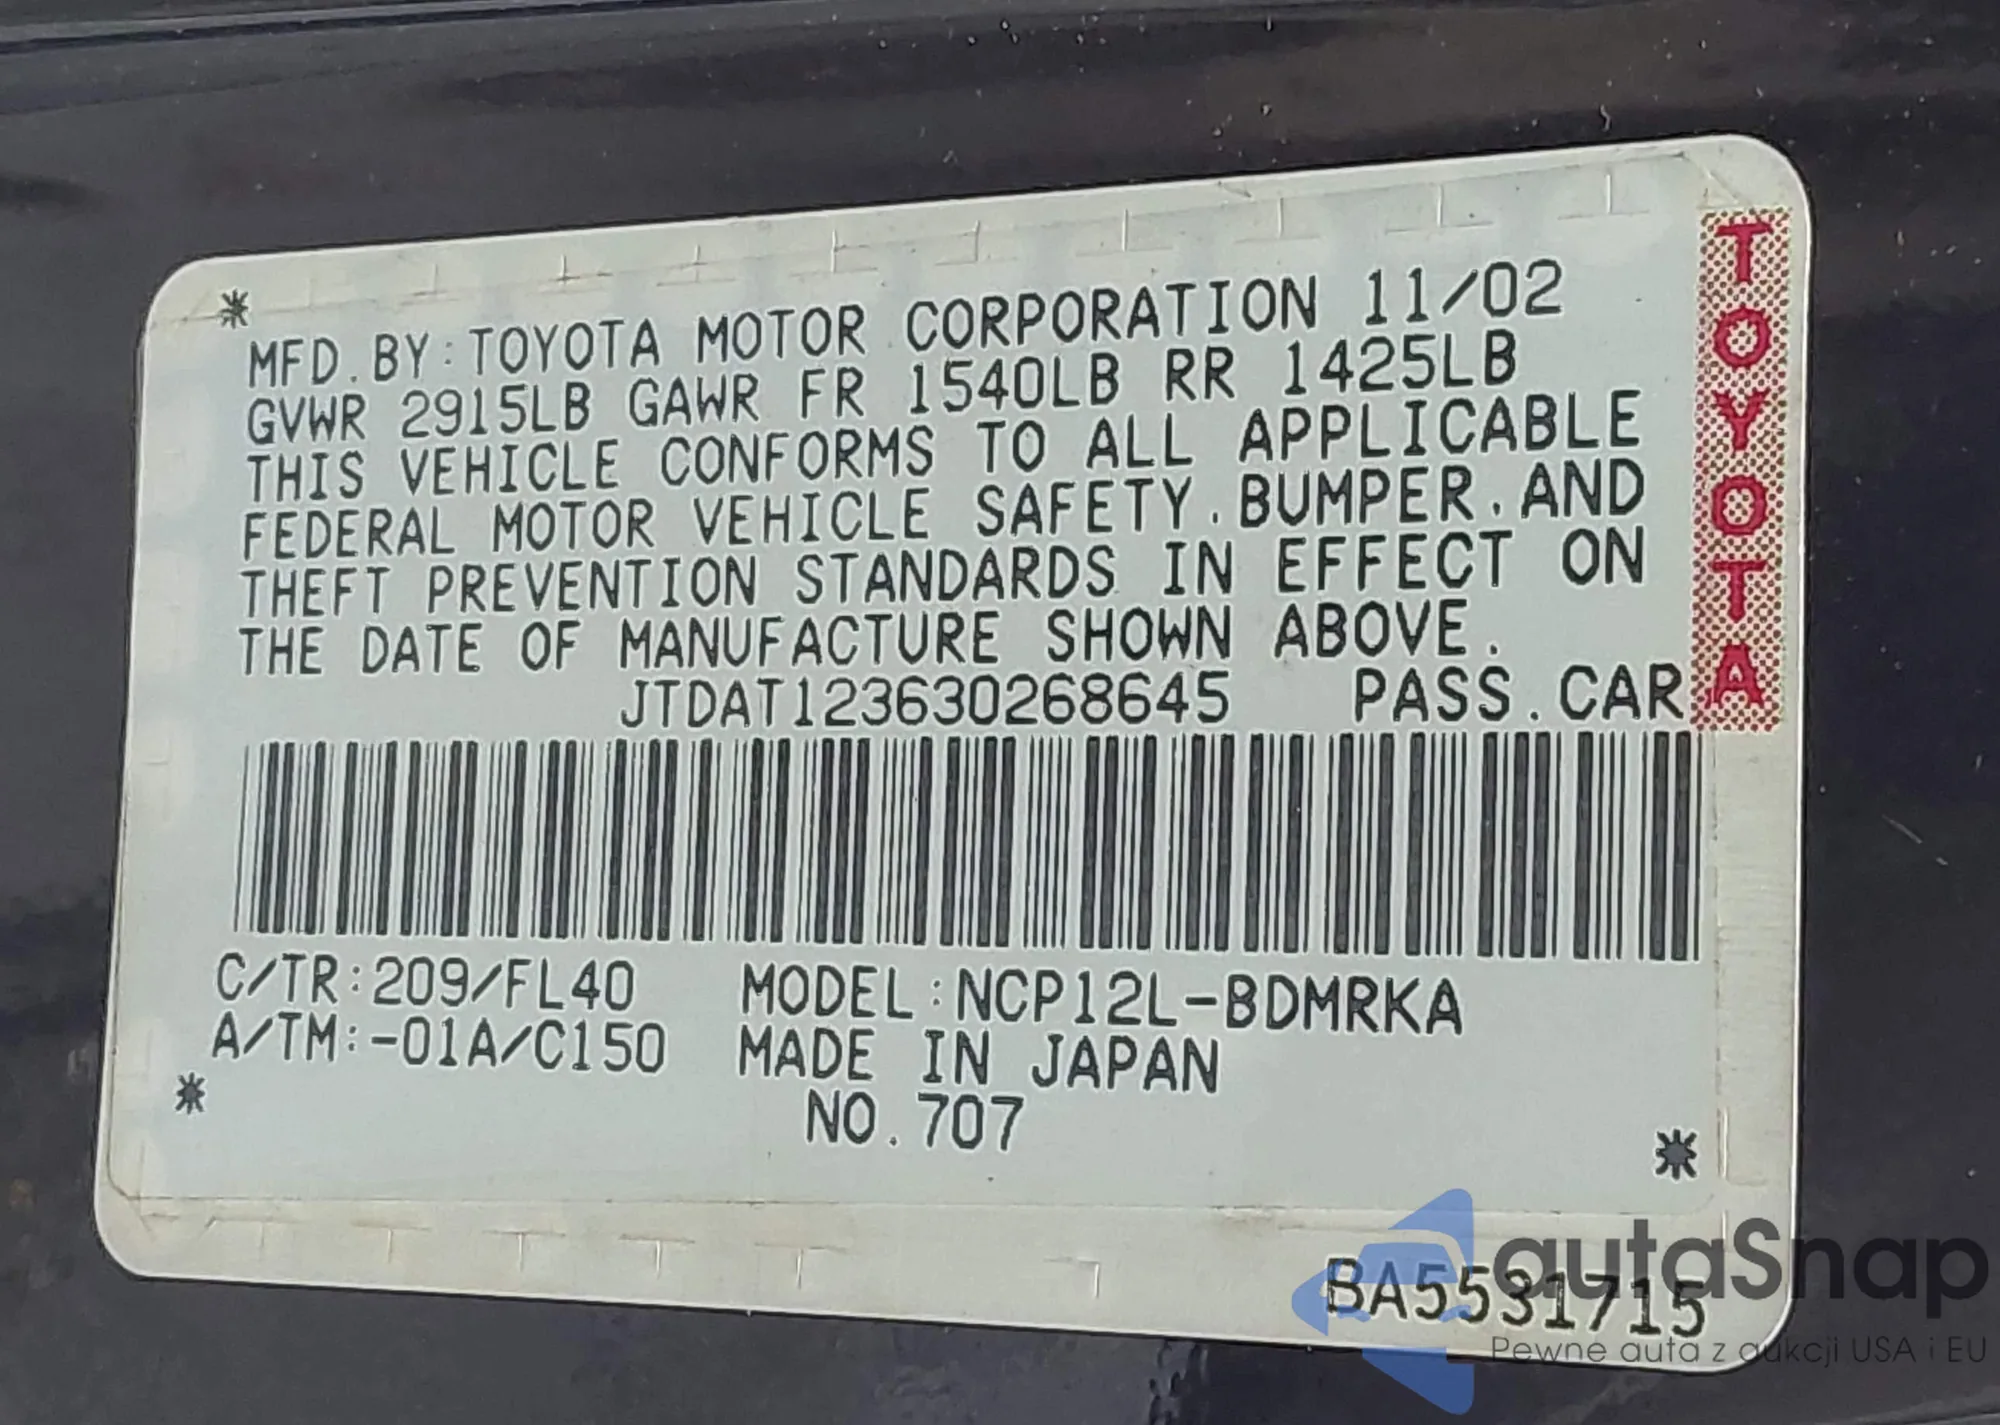 MFD. BY: TOYOTA MOTOR CORPORATION 11/02
GVWR 2915LB GAWR FR 1540LB RR 1425LB
THIS VEHICLE CONFORMS TO ALL APPLICABLE
FEDERAL MOTOR VEHICLE SAFETY. BUMPER. AND
THEFT PREVENTION STANDARDS IN EFFECT ON
THE DATE OF MANUFACTURE SHOWN ABOVE.
JTDAT123630268645 PASS. CAR
TOYOTA
C/TR: 209/FL40 MODEL: NCP12L-BDMRKA
A/TM: -01A/C150 MADE IN JAPAN
NO. 707
BA5531715
autaSnap
Pewne auta z aukcji USA i EU